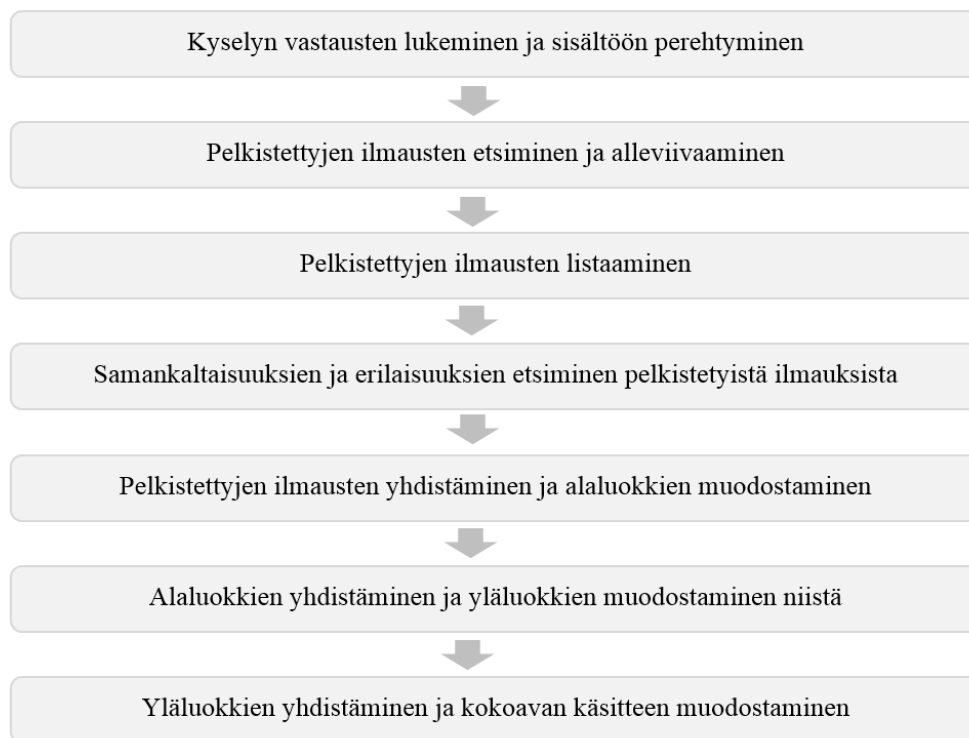 Kyselyn vastausten lukeminen ja sisältöön perehtyminen
Pelkistettyjen ilmausten etsiminen ja alleviivaaminen
Pelkistettyjen ilmausten listaaminen
Samankaltaisuuksien ja erilaisuuksien etsiminen pelkistetyistä ilmauksista
Pelkistettyjen ilmausten yhdistäminen ja alaluokkien muodostaminen
Alaluokkien yhdistäminen ja yläluokkien muodostaminen niistä
Yläluokkien yhdistäminen ja kokoavan käsitteen muodostaminen